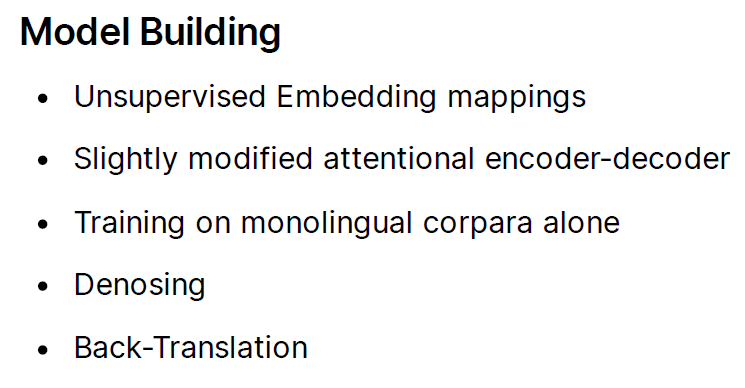 Model Building
• Unsupervised Embedding mappings
• Slightly modified attentional encoder-decoder
• Training on monolingual corpara alone
• Denosing
• Back-Translation